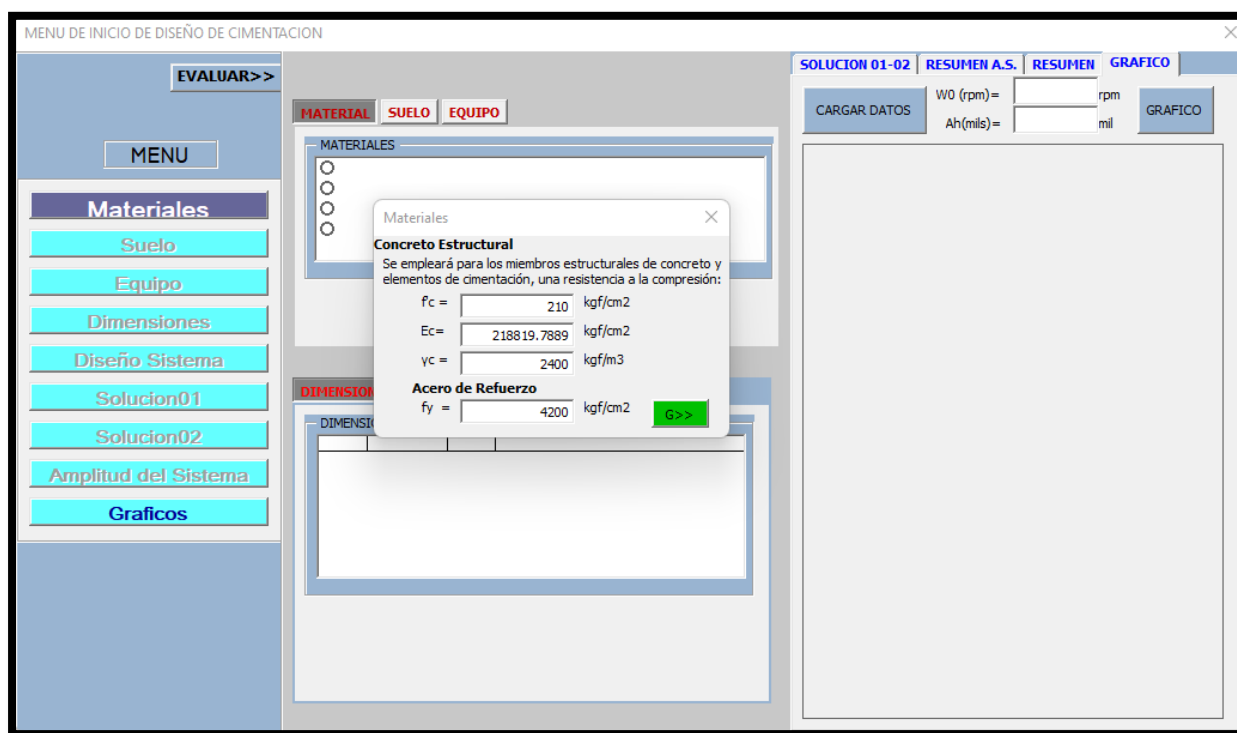 MENU DE INICIO DE DISEÑO DE CIMENTACION
EVALUAR>>
MENU
Materiales
Suelo
Equipo
Dimensiones
Diseño Sistema
Solucion01
Solucion02
Amplitud del Sistema
Graficos
MATERIAL SUELO EQUIPO
MATERIALES
Materiales
Concreto Estructural
Se empleará para los miembros estructurales de concreto y
elementos de cimentación, una resistencia a la compresión:
f'c = 210 kgf/cm2
Ec= 218819.7889 kgf/cm2
γc = 2400 kgf/m3
Acero de Refuerzo
fy = 4200 kgf/cm2
G>>
DIMENSION
DIMENSI
SOLUCION 01-02 RESUMEN A.S. RESUMEN GRAFICO
CARGAR DATOS
W0 (rpm)= rpm
Ah(mils)= mil
GRAFICO